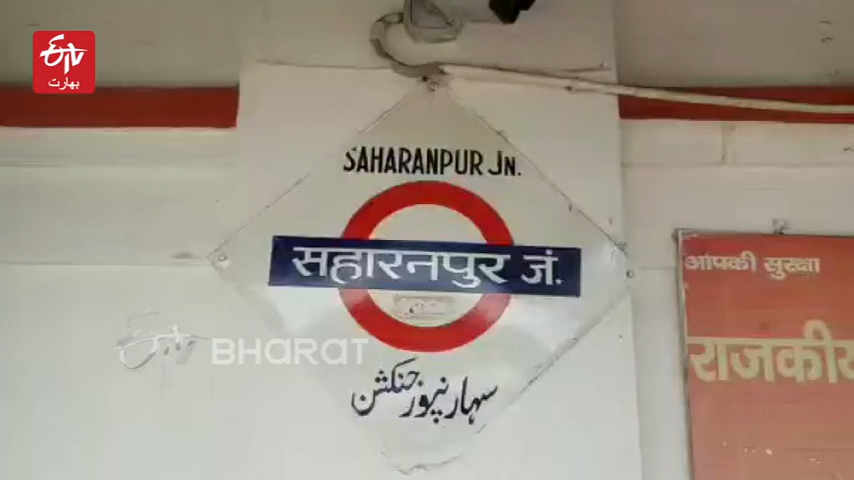 ETV
بھارت
SAHARANPUR JN.
सहारनपुर जं.
سہارنپور جنکشن
ETV BHARAT
आपकी सुरक्षा
राजकीय